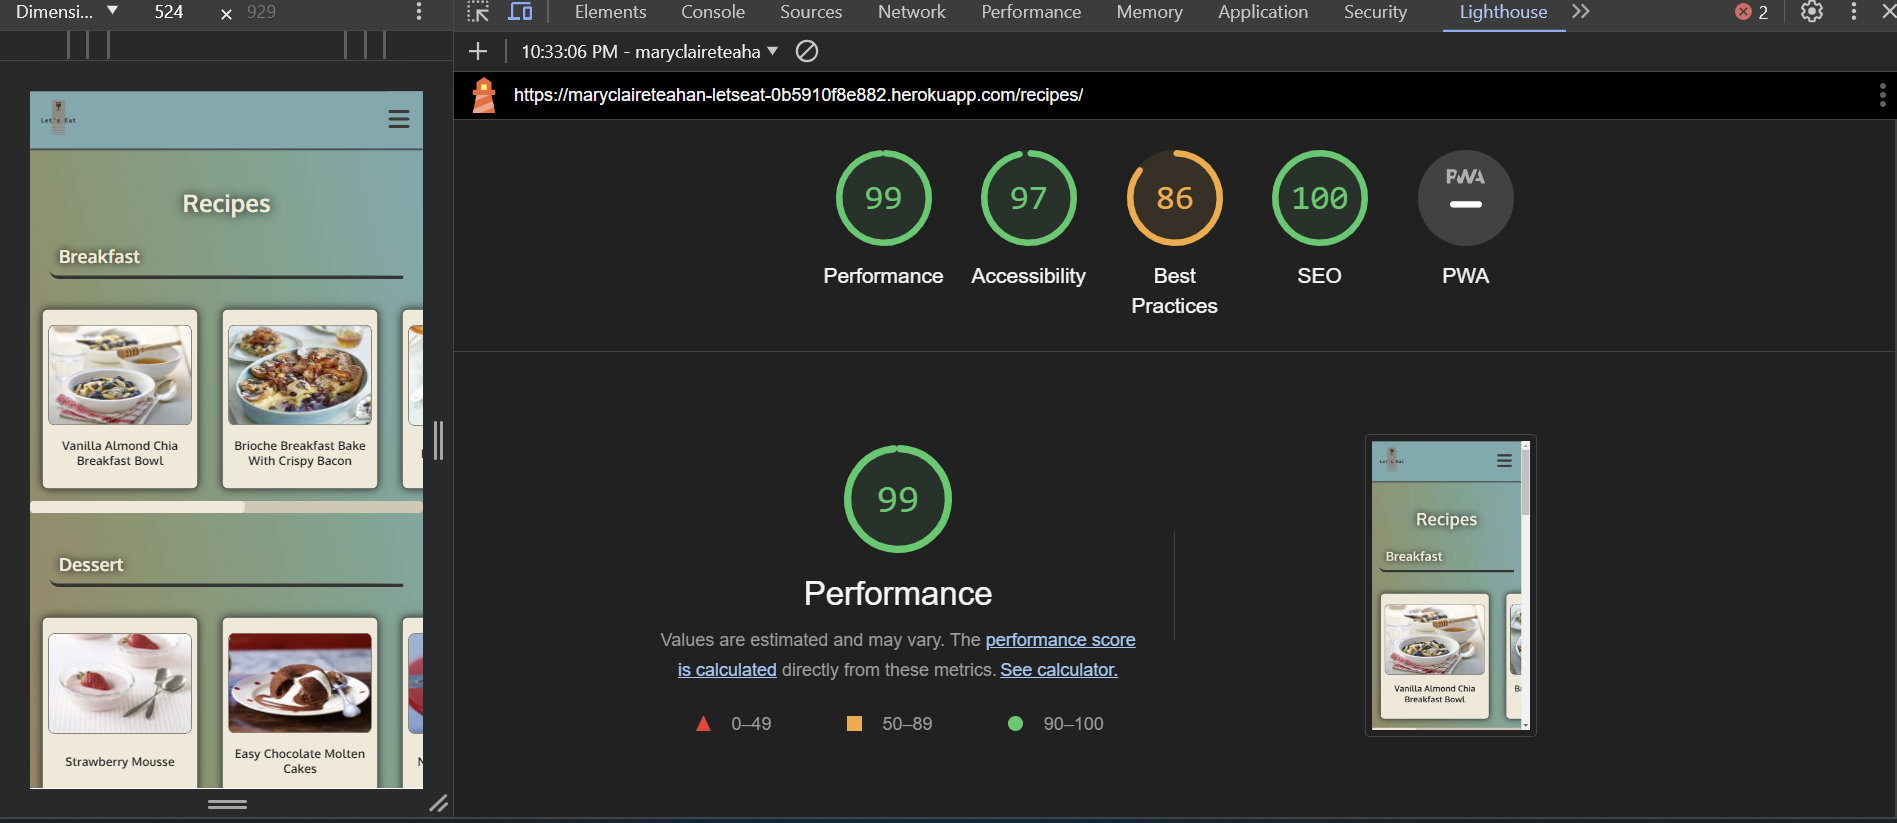 Dimensi... 524 × 929
Elements Console Sources Network Performance Memory Application Security Lighthouse 2
10:33:06 PM - maryclaireteaha
https://maryclaireteahan-letseat-0b5910f8e882.herokuapp.com/recipes/
Let's Eat
Recipes
Breakfast
Vanilla Almond Chia
Breakfast Bowl
Brioche Breakfast Bake
With Crispy Bacon
Dessert
Strawberry Mousse
Easy Chocolate Molten
Cakes
99
97
86
100
PWA
Performance
Accessibility
Best
Practices
SEO
PWA
99
Performance
Values are estimated and may vary. The performance score
is calculated directly from these metrics. See calculator.
0–49
50–89
90–100
Let's Eat
Recipes
Breakfast
Vanilla Almond Chia
Breakfast Bowl